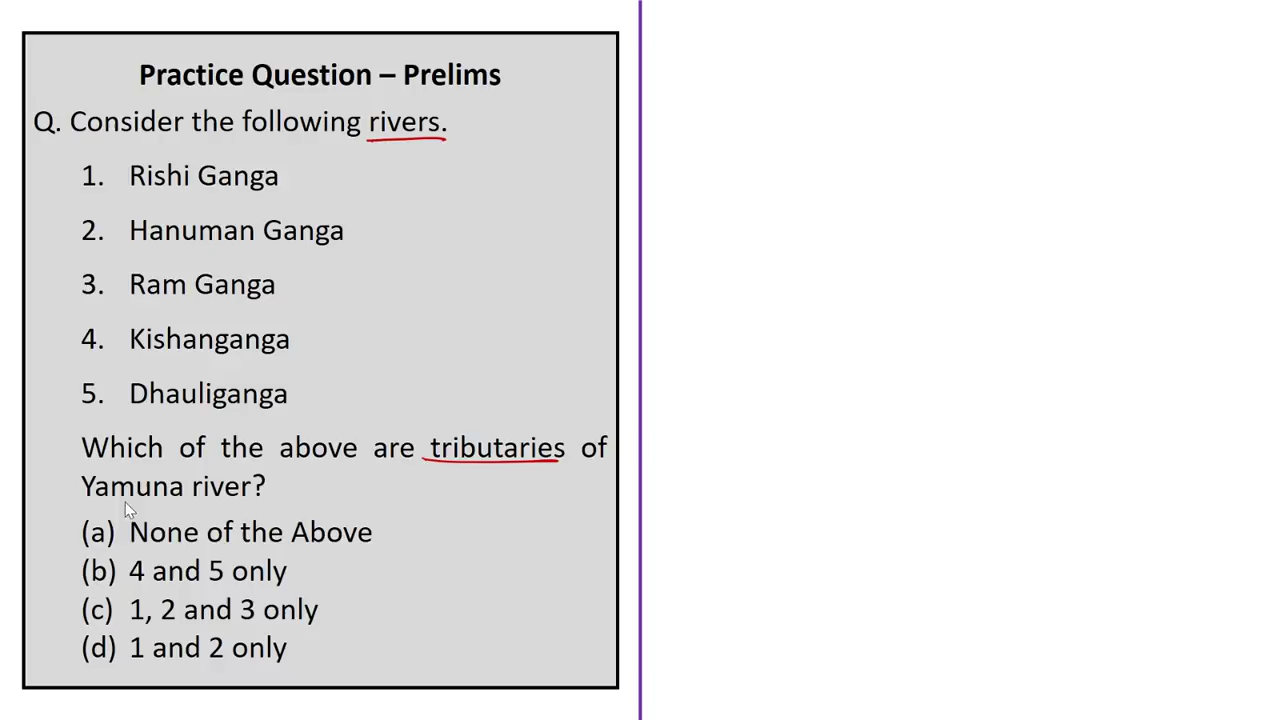 Practice Question – Prelims
Q. Consider the following rivers.
1. Rishi Ganga
2. Hanuman Ganga
3. Ram Ganga
4. Kishanganga
5. Dhauliganga
Which of the above are tributaries of
Yamuna river?
(a) None of the Above
(b) 4 and 5 only
(c) 1, 2 and 3 only
(d) 1 and 2 only